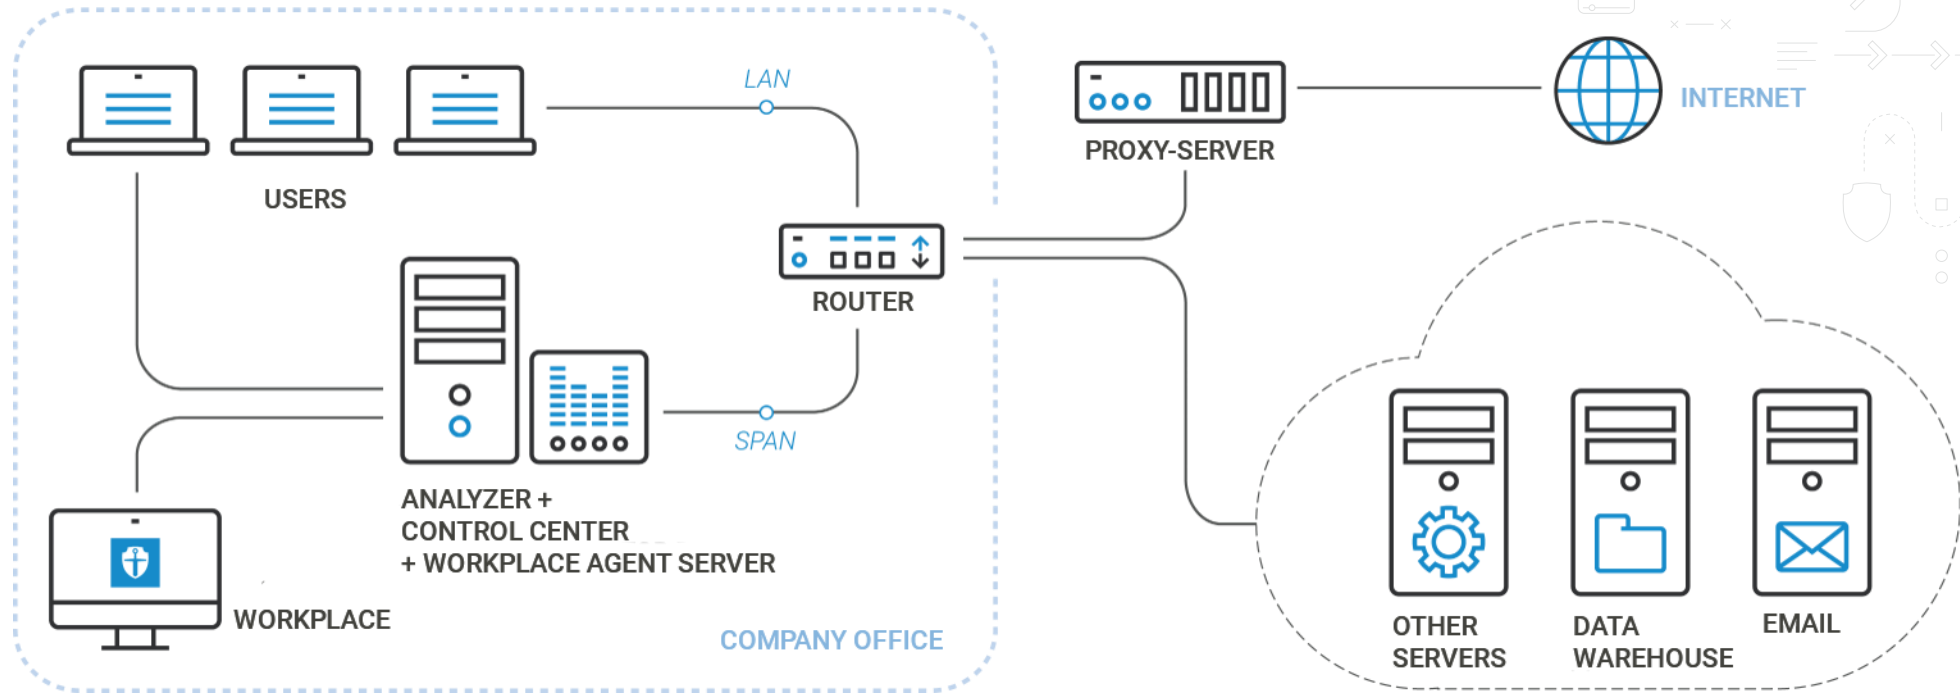 LAN
USERS
PROXY-SERVER
INTERNET
ROUTER
SPAN
ANALYZER +
CONTROL CENTER
+ WORKPLACE AGENT SERVER
WORKPLACE
COMPANY OFFICE
OTHER
SERVERS
DATA
WAREHOUSE
EMAIL